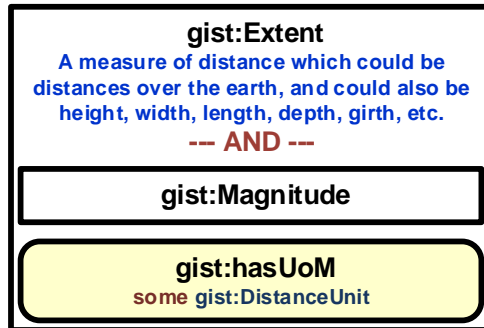 gist:Extent
A measure of distance which could be
distances over the earth, and could also be
height, width, length, depth, girth, etc.
--- AND ---
gist:Magnitude
gist:hasUoM
some gist:DistanceUnit